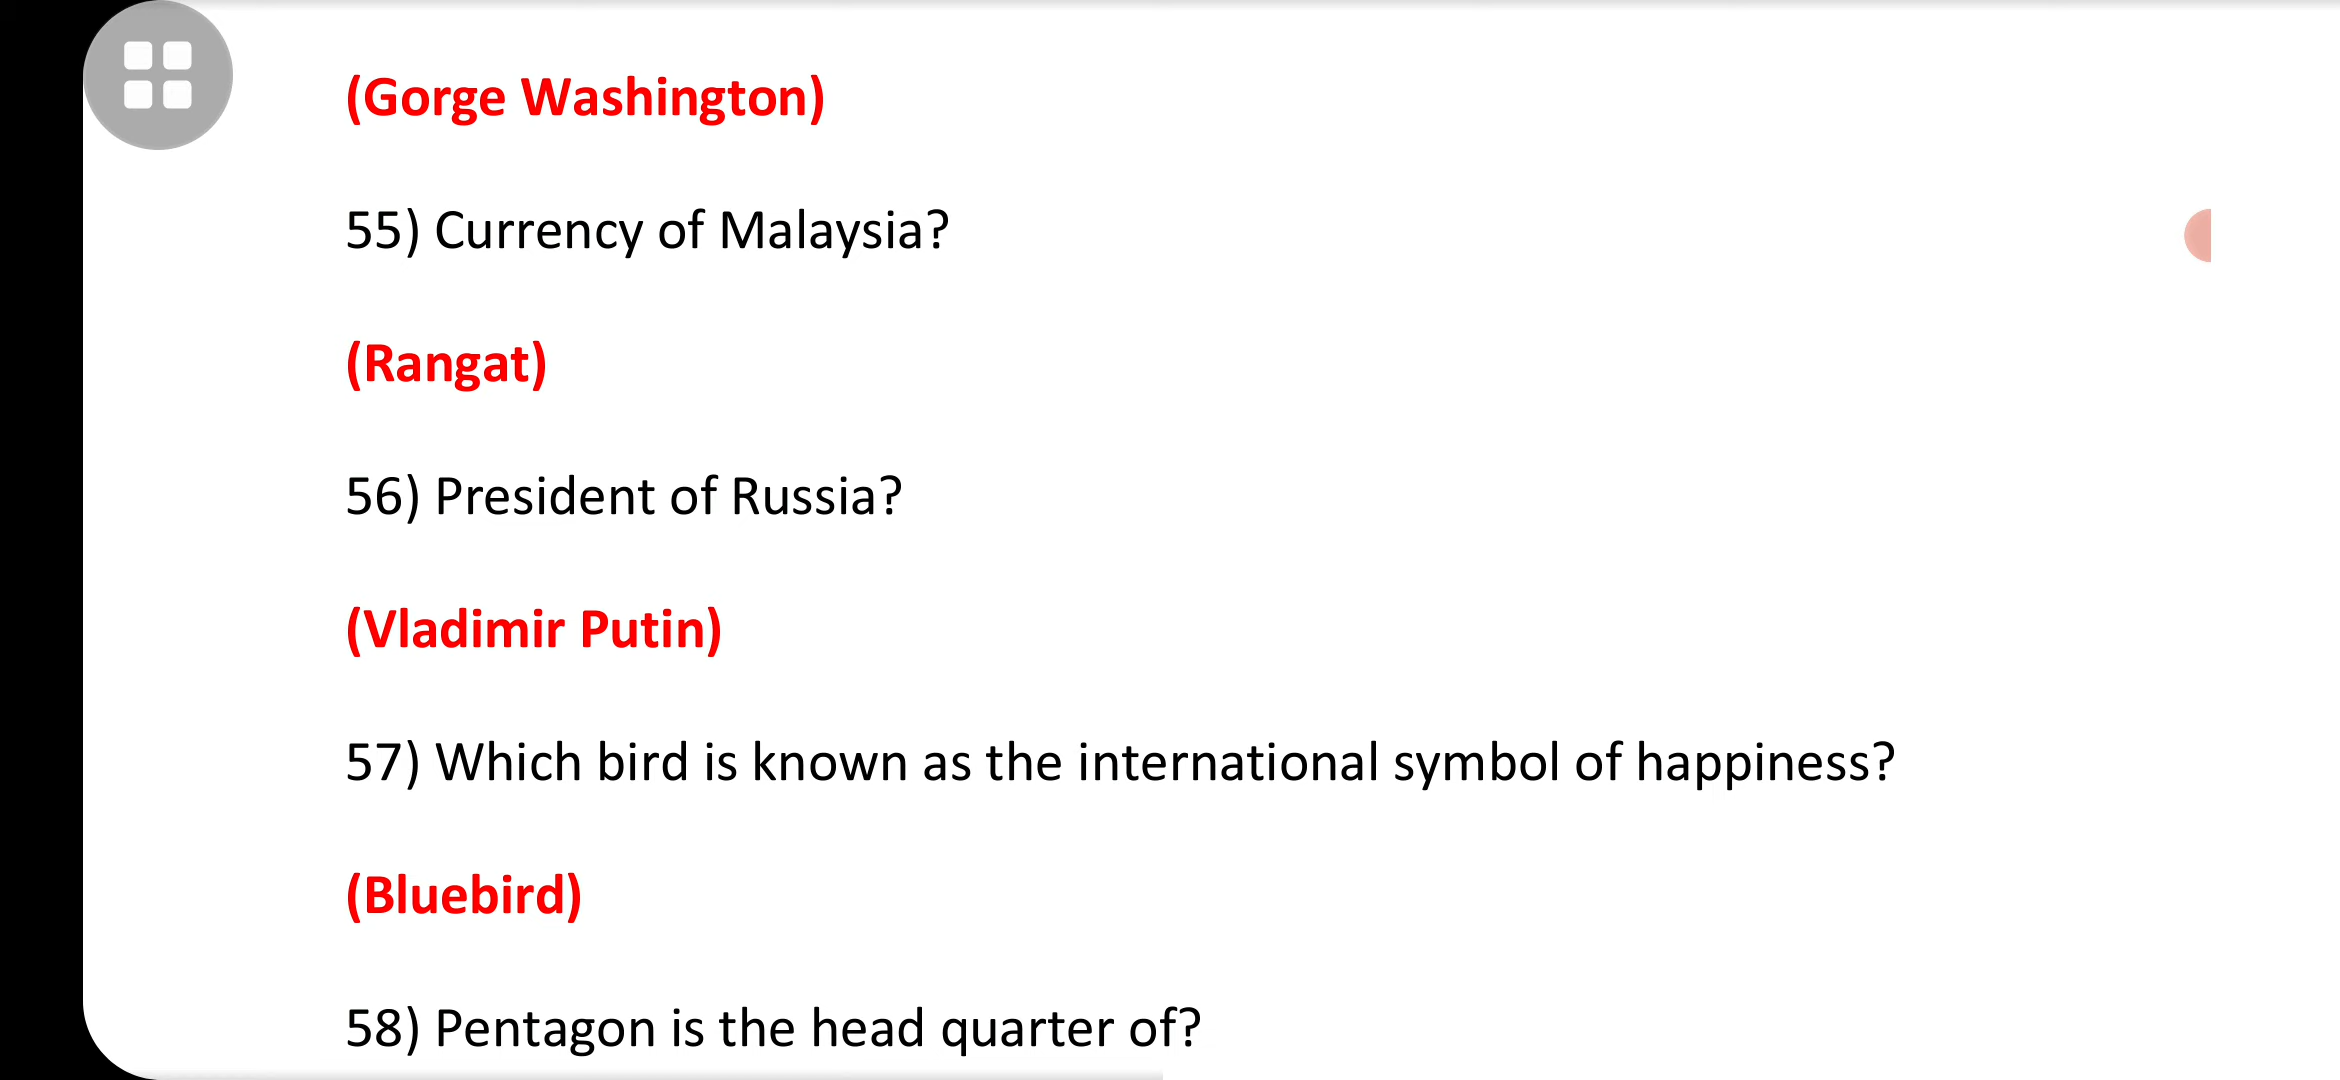 (Gorge Washington)
55) Currency of Malaysia?
(Rangat)
56) President of Russia?
(Vladimir Putin)
57) Which bird is known as the international symbol of happiness?
(Bluebird)
58) Pentagon is the head quarter of?